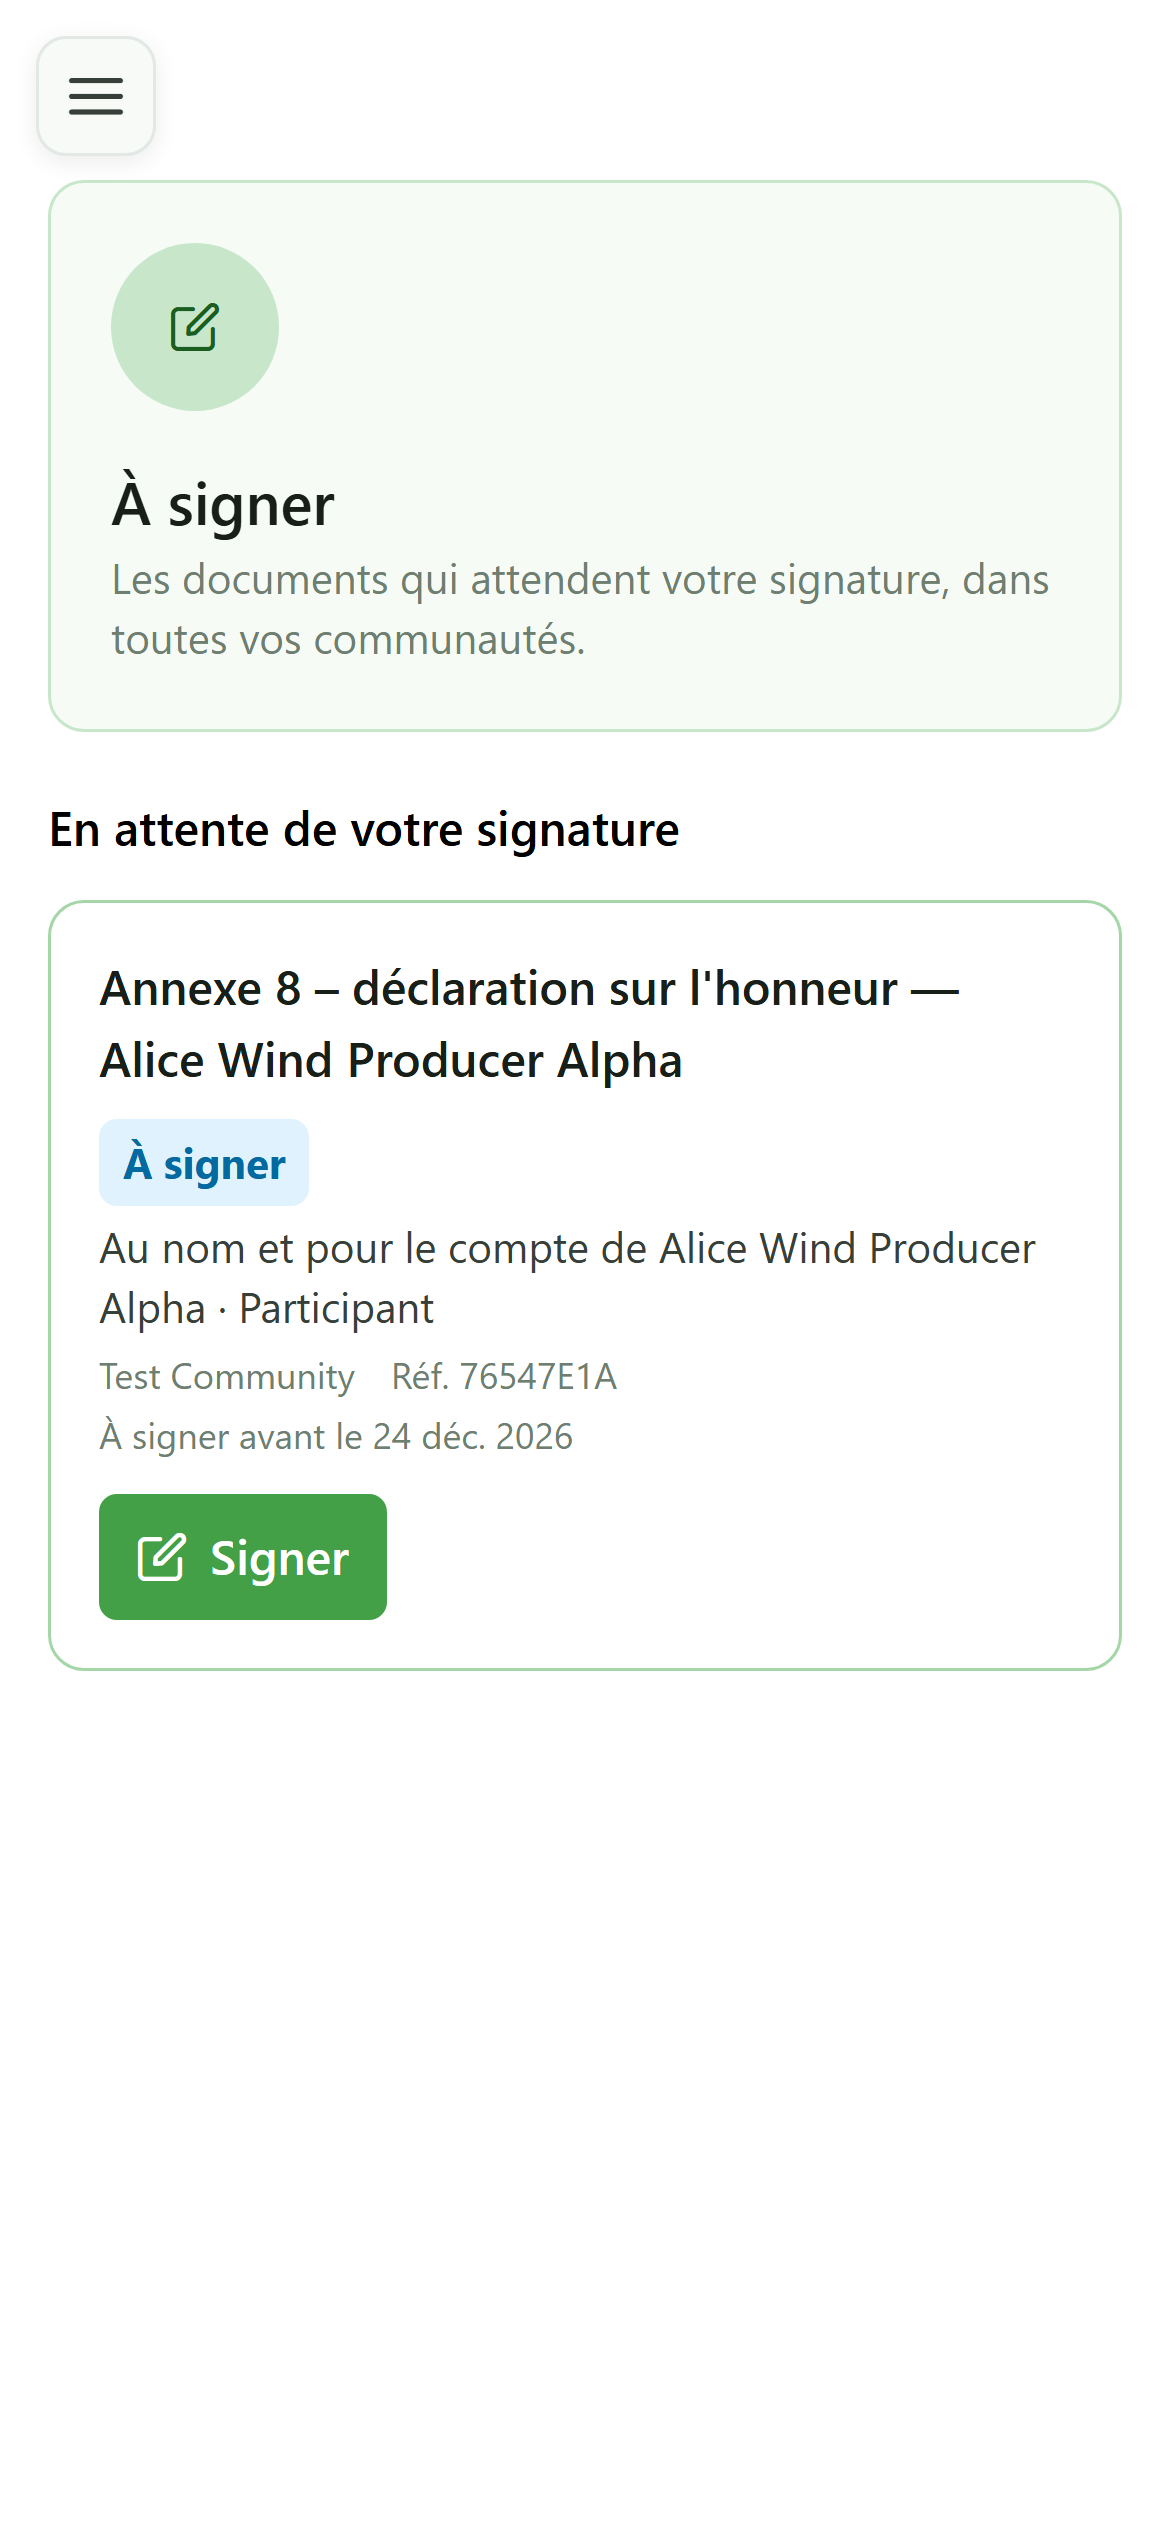 À signer
Les documents qui attendent votre signature, dans
toutes vos communautés.
En attente de votre signature
Annexe 8 – déclaration sur l'honneur —
Alice Wind Producer Alpha
À signer
Au nom et pour le compte de Alice Wind Producer
Alpha · Participant
Test Community Réf. 76547E1A
À signer avant le 24 déc. 2026
Signer